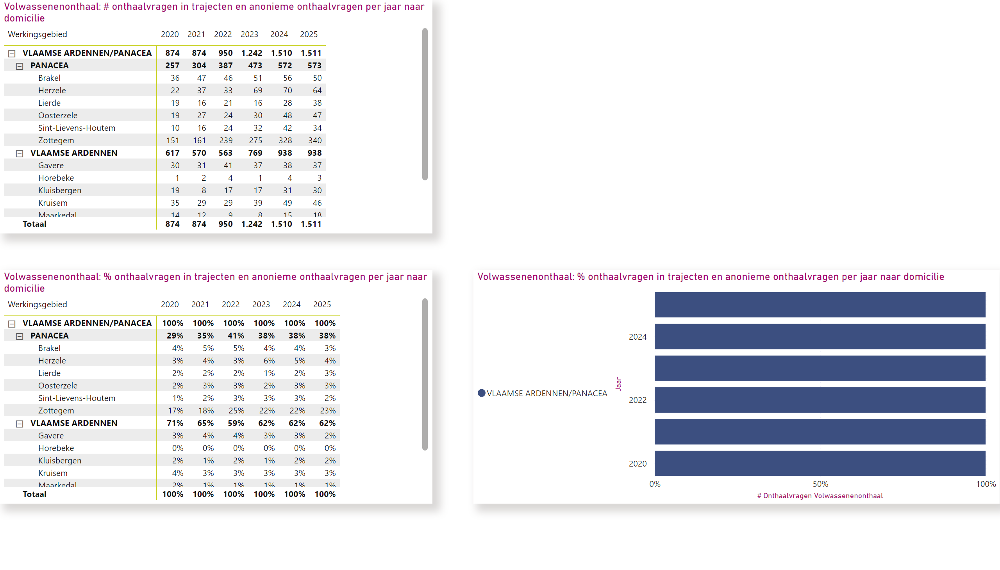 Volwassenenonthaal: # onthaalvragen in trajecten en anonieme onthaalvragen per jaar naar
domicilie
Werkingsgebied 2020 2021 2022 2023 2024 2025
VLAAMSE ARDENNEN/PANACEA 874 874 950 1.242 1.510 1.511
PANACEA 257 304 387 473 572 573
Brakel 36 47 46 51 56 50
Herzele 22 37 33 69 70 64
Lierde 19 16 21 16 28 38
Oosterzele 19 27 24 30 48 47
Sint-Lievens-Houtem 10 16 24 32 42 34
Zottegem 151 161 239 275 328 340
VLAAMSE ARDENNEN 617 570 563 769 938 938
Gavere 30 31 41 37 38 37
Horebeke 1 2 4 1 4 3
Kluisbergen 19 8 17 17 31 30
Kruisem 35 29 29 39 49 46
Maarkedal 14 12 9 8 15 18
Totaal 874 874 950 1.242 1.510 1.511
Volwassenenonthaal: % onthaalvragen in trajecten en anonieme onthaalvragen per jaar naar
domicilie
Werkingsgebied 2020 2021 2022 2023 2024 2025
VLAAMSE ARDENNEN/PANACEA 100% 100% 100% 100% 100% 100%
PANACEA 29% 35% 41% 38% 38% 38%
Brakel 4% 5% 5% 4% 4% 3%
Herzele 3% 4% 3% 6% 5% 4%
Lierde 2% 2% 2% 1% 2% 3%
Oosterzele 2% 3% 3% 2% 3% 3%
Sint-Lievens-Houtem 1% 2% 3% 3% 3% 2%
Zottegem 17% 18% 25% 22% 22% 23%
VLAAMSE ARDENNEN 71% 65% 59% 62% 62% 62%
Gavere 3% 4% 4% 3% 3% 2%
Horebeke 0% 0% 0% 0% 0% 0%
Kluisbergen 2% 1% 2% 1% 2% 2%
Kruisem 4% 3% 3% 3% 3% 3%
Maarkedal 2% 1% 1% 1% 1% 1%
Totaal 100% 100% 100% 100% 100% 100%
Volwassenenonthaal: % onthaalvragen in trajecten en anonieme onthaalvragen per jaar naar domicilie
VLAAMSE ARDENNEN/PANACEA
Jaar
2024
2022
2020
0% 50% 100%
# Onthaalvragen Volwassenenonthaal